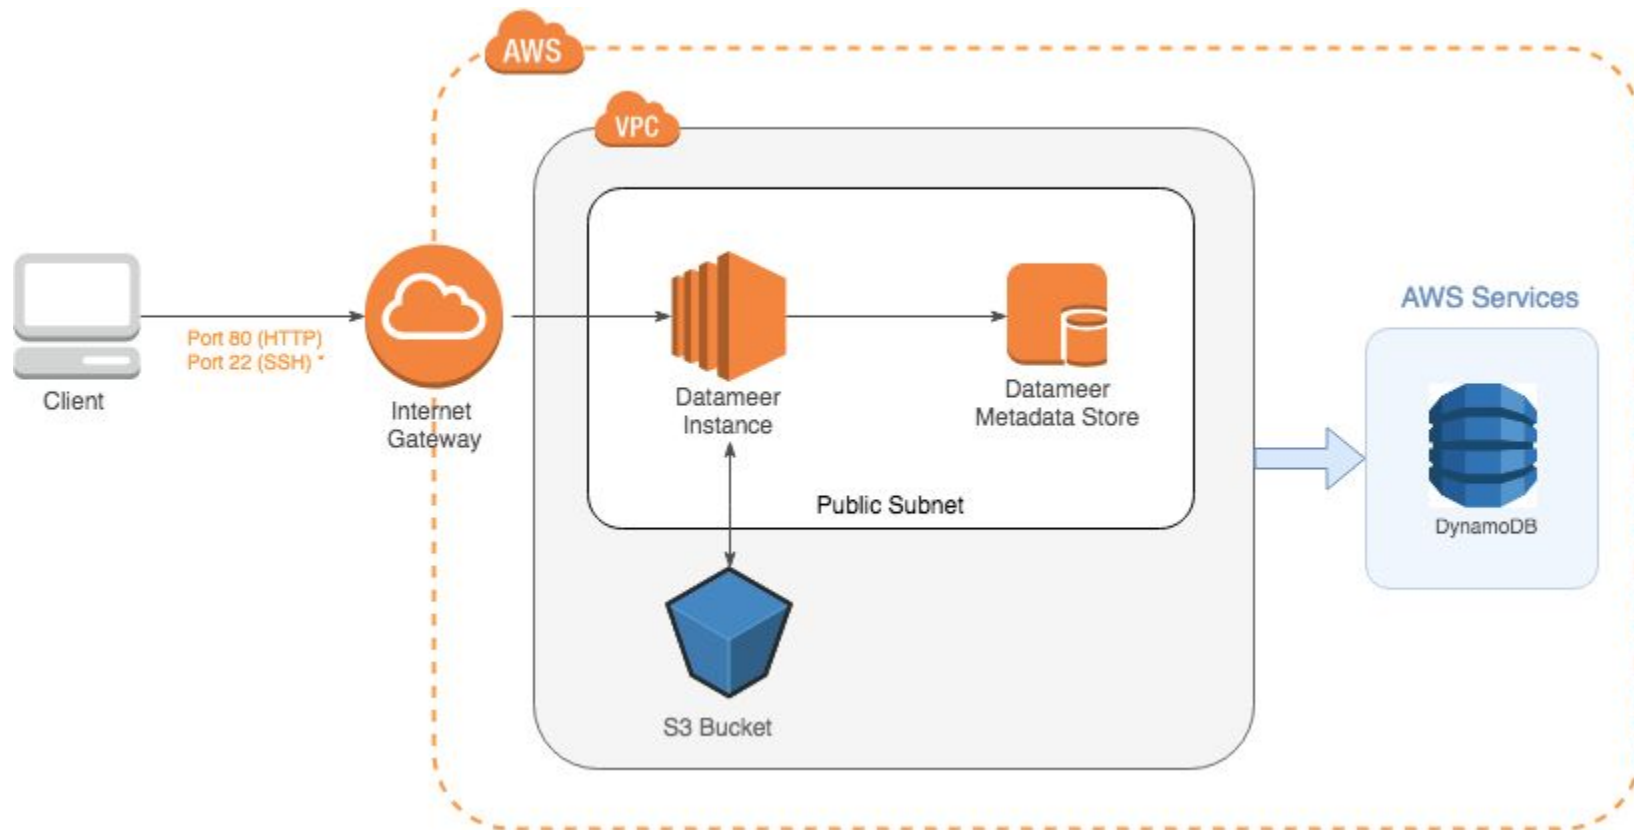 AWS
VPC
AWS Services
Port 80 (HTTP)
Port 22 (SSH) *
Client
Internet
Gateway
Datameer
Instance
Datameer
Metadata Store
Public Subnet
DynamoDB
S3 Bucket